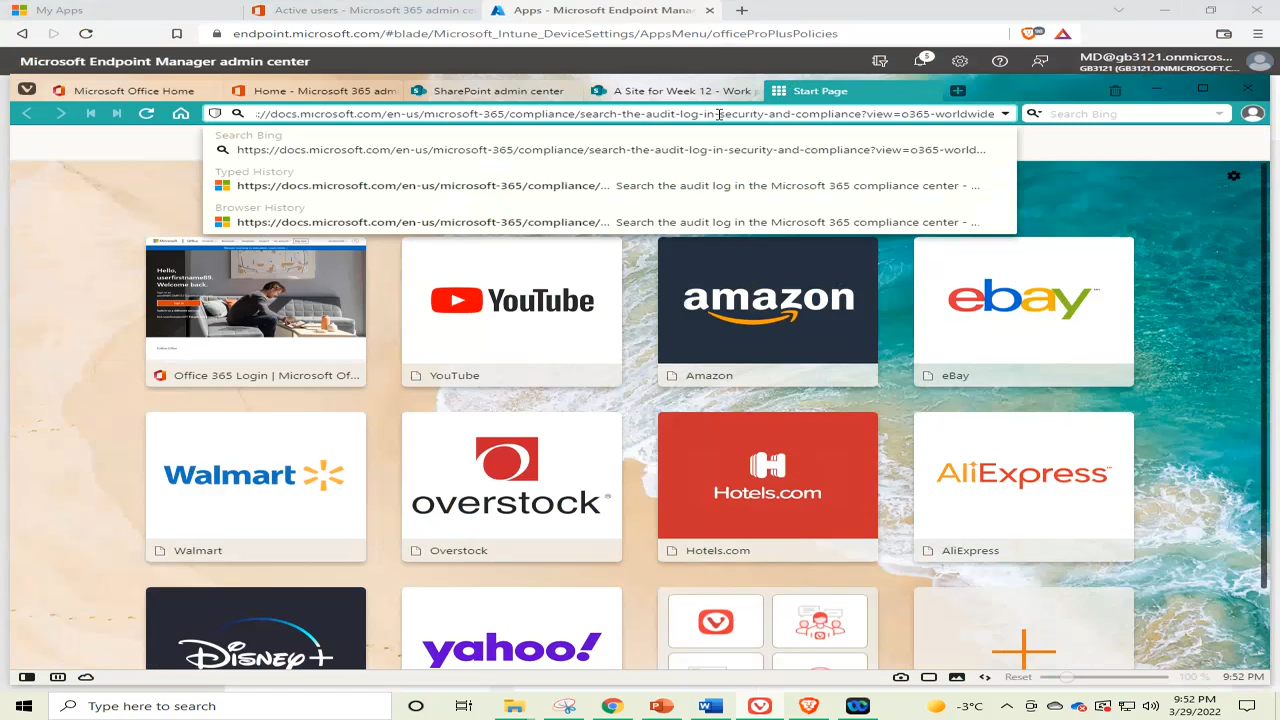 My Apps
Active users - Microsoft 365 admin ce
Apps - Microsoft Endpoint Mana
endpoint.microsoft.com/#blade/Microsoft_Intune_DeviceSettings/AppsMenu/officeProPlusPolicies
Microsoft Endpoint Manager admin center
5
MD@gb3121.onmicros...
GB3121 (GB3121.ONMICROSOFT.C...
Microsoft Office Home
Home - Microsoft 365 adm
SharePoint admin center
A Site for Week 12 - Work
Start Page
://docs.microsoft.com/en-us/microsoft-365/compliance/search-the-audit-log-in-security-and-compliance?view=o365-worldwide
Search Bing
Search Bing
https://docs.microsoft.com/en-us/microsoft-365/compliance/search-the-audit-log-in-security-and-compliance?view=o365-world...
Typed History
https://docs.microsoft.com/en-us/microsoft-365/compliance/... Search the audit log in the Microsoft 365 compliance center - ...
Browser History
https://docs.microsoft.com/en-us/microsoft-365/compliance/... Search the audit log in the Microsoft 365 compliance center - ...
Microsoft
Hello,
userfirstname89.
Welcome back.
YouTube
amazon
ebay
Office 365 Login | Microsoft Of...
YouTube
Amazon
eBay
Walmart
overstock
Hotels.com
AliExpress
Walmart
Overstock
Hotels.com
AliExpress
Disney+
yahoo!
Reset
100 %
9:52 PM
Type here to search
-3°C
9:52 PM
3/29/2022